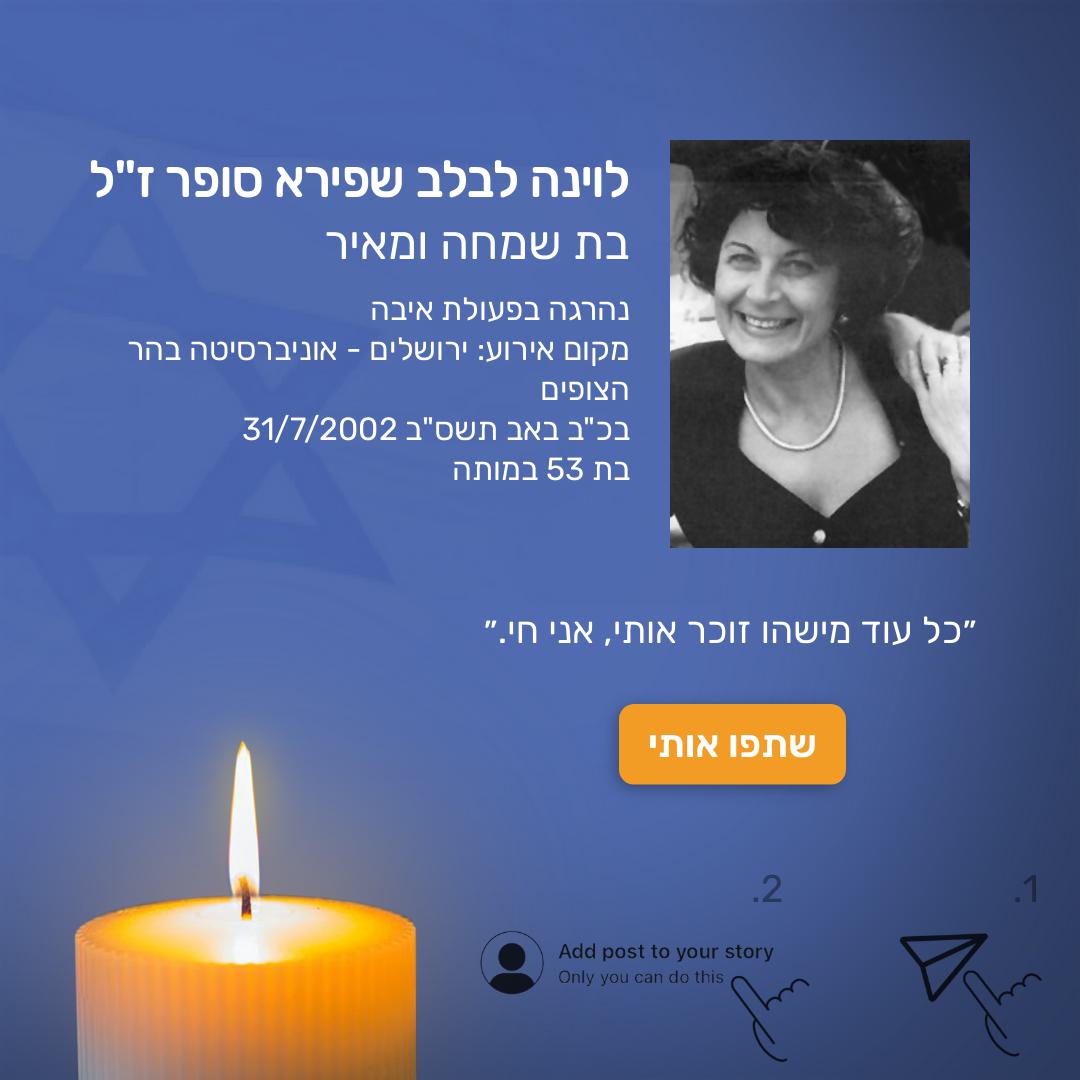 לוינה לבלב שפירא סופר ז"ל
בת שמחה ומאיר
נהרגה בפעולת איבה
מקום אירוע: ירושלים - אוניברסיטה בהר
הצופים
בכ"ב באב תשס"ב 31/7/2002
בת 53 במותה
״כל עוד מישהו זוכר אותי, אני חי.״
שתפו אותי
1.
2.
Add post to your story
Only you can do this